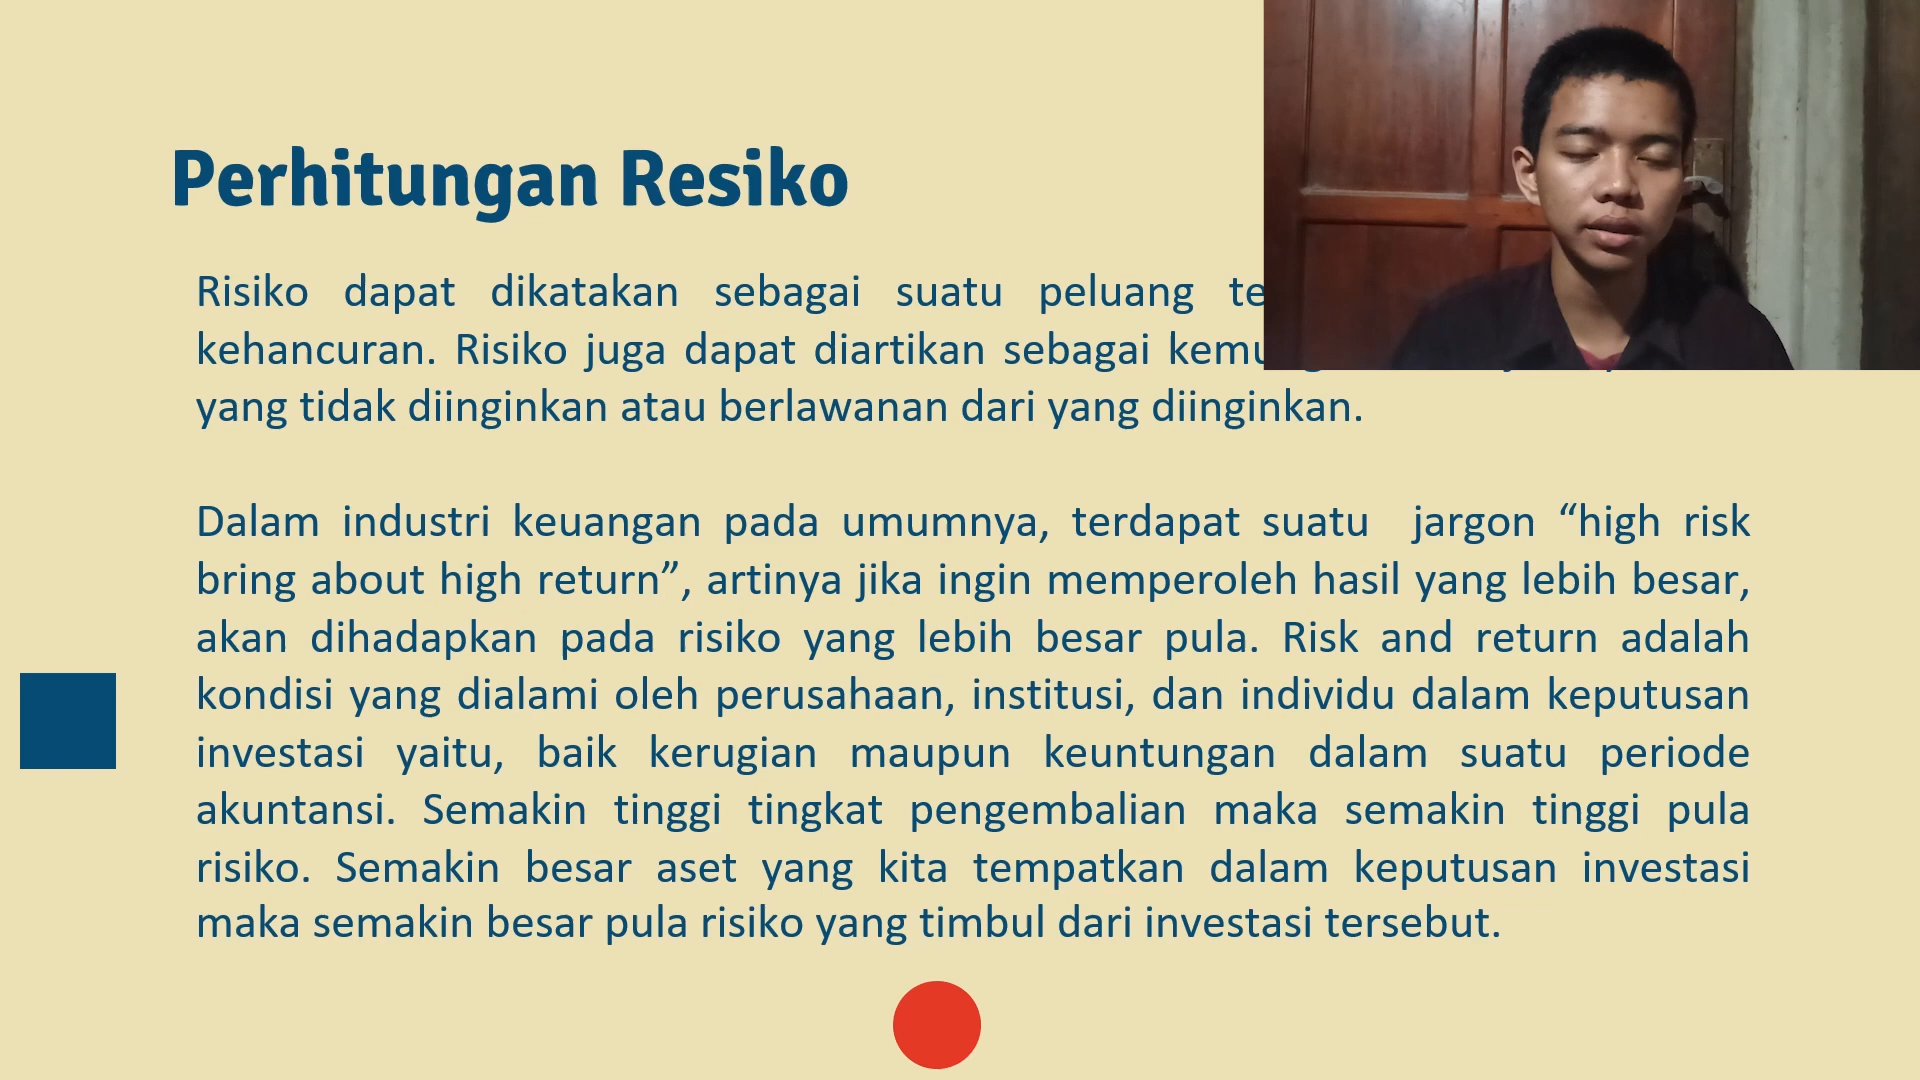 Perhitungan Resiko
Risiko dapat dikatakan sebagai suatu peluang
kehancuran. Risiko juga dapat diartikan sebagai
yang tidak diinginkan atau berlawanan dari yang diinginkan.
Dalam industri keuangan pada umumnya, terdapat suatu jargon “high risk
bring about high return”, artinya jika ingin memperoleh hasil yang lebih besar,
akan dihadapkan pada risiko yang lebih besar pula. Risk and return adalah
kondisi yang dialami oleh perusahaan, institusi, dan individu dalam keputusan
investasi yaitu, baik kerugian maupun keuntungan dalam suatu periode
akuntansi. Semakin tinggi tingkat pengembalian maka semakin tinggi pula
risiko. Semakin besar aset yang kita tempatkan dalam keputusan investasi
maka semakin besar pula risiko yang timbul dari investasi tersebut.